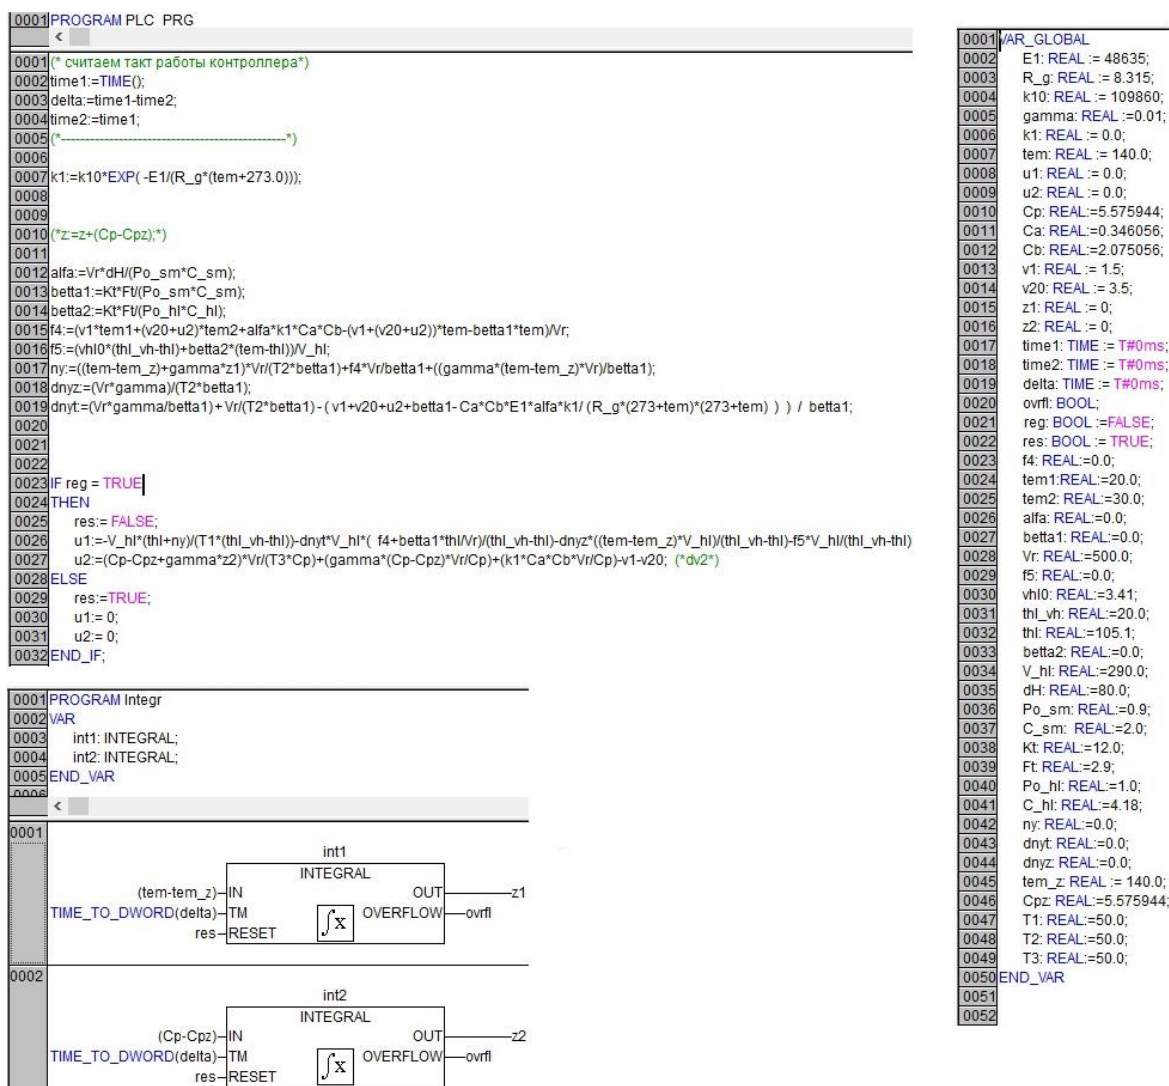 0001 PROGRAM PLC_PRG
<
0001 (* считаем такт работы контроллера*)
0002 time1:=TIME();
0003 delta:=time1-time2;
0004 time2:=time1;
0005 (*------------------------------------------------*)
0006
0007 k1:=k10*EXP( -E1/(R_g*(tem+273.0)));
0008
0009
0010 (*z:=z+(Cp-Cpz);*)
0011
0012 alfa:=Vr*dH/(Po_sm*C_sm);
0013 betta1:=Kt*Ft/(Po_sm*C_sm);
0014 betta2:=Kt*Ft/(Po_hl*C_hl);
0015 f4:=(v1*tem1+(v20+u2)*tem2+alfa*k1*Ca*Cb-(v1+(v20+u2))*tem-betta1*tem)/Vr;
0016 f5:=(vhl0*(thl_vh-thl)+betta2*(tem-thl))/V_hl;
0017 ny:=((tem-tem_z)+gamma*z1)*Vr/(T2*betta1)+f4*Vr/betta1+((gamma*(tem-tem_z)*Vr)/betta1);
0018 dnyz:=(Vr*gamma)/(T2*betta1);
0019 dnyt:=(Vr*gamma/betta1)+Vr/(T2*betta1)-( v1+v20+u2+betta1-Ca*Cb*E1*alfa*k1/ (R_g*(273+tem)*(273+tem) ) ) / betta1;
0020
0021
0022
0023 IF reg = TRUE
0024 THEN
0025 res:= FALSE;
0026 u1:=-V_hl*(thl+ny)/(T1*(thl_vh-thl))-dnyt*V_hl*( f4+betta1*thl/Vr)/(thl_vh-thl)-dnyz*((tem-tem_z)*V_hl)/(thl_vh-thl)-f5*V_hl/(thl_vh-thl)
0027 u2:=(Cp-Cpz+gamma*z2)*Vr/(T3*Cp)+(gamma*(Cp-Cpz)*Vr/Cp)+(k1*Ca*Cb*Vr/Cp)-v1-v20; (*dv2*)
0028 ELSE
0029 res:=TRUE;
0030 u1:= 0;
0031 u2:= 0;
0032 END_IF;
0001 PROGRAM Integr
0002 VAR
0003 int1: INTEGRAL;
0004 int2: INTEGRAL;
0005 END_VAR
0006
<
0001
int1
INTEGRAL
(tem-tem_z) IN OUT z1
TIME_TO_DWORD(delta) TM ∫x OVERFLOW ovrfl
res RESET
0002
int2
INTEGRAL
(Cp-Cpz) IN OUT z2
TIME_TO_DWORD(delta) TM ∫x OVERFLOW ovrfl
res RESET
0001 VAR_GLOBAL
0002 E1: REAL := 48635;
0003 R_g: REAL := 8.315;
0004 k10: REAL := 109860;
0005 gamma: REAL :=0.01;
0006 k1: REAL := 0.0;
0007 tem: REAL := 140.0;
0008 u1: REAL := 0.0;
0009 u2: REAL := 0.0;
0010 Cp: REAL:=5.575944;
0011 Ca: REAL:=0.346056;
0012 Cb: REAL:=2.075056;
0013 v1: REAL := 1.5;
0014 v20: REAL := 3.5;
0015 z1: REAL := 0;
0016 z2: REAL := 0;
0017 time1: TIME := T#0ms;
0018 time2: TIME := T#0ms;
0019 delta: TIME := T#0ms;
0020 ovrfl: BOOL;
0021 reg: BOOL :=FALSE;
0022 res: BOOL := TRUE;
0023 f4: REAL:=0.0;
0024 tem1:REAL:=20.0;
0025 tem2: REAL:=30.0;
0026 alfa: REAL:=0.0;
0027 betta1: REAL:=0.0;
0028 Vr: REAL:=500.0;
0029 f5: REAL:=0.0;
0030 vhl0: REAL:=3.41;
0031 thl_vh: REAL:=20.0;
0032 thl: REAL:=105.1;
0033 betta2: REAL:=0.0;
0034 V_hl: REAL:=290.0;
0035 dH: REAL:=80.0;
0036 Po_sm: REAL:=0.9;
0037 C_sm: REAL:=2.0;
0038 Kt: REAL:=12.0;
0039 Ft: REAL:=2.9;
0040 Po_hl: REAL:=1.0;
0041 C_hl: REAL:=4.18;
0042 ny: REAL:=0.0;
0043 dnyt: REAL:=0.0;
0044 dnyz: REAL:=0.0;
0045 tem_z: REAL := 140.0;
0046 Cpz: REAL:=5.575944;
0047 T1: REAL:=50.0;
0048 T2: REAL:=50.0;
0049 T3: REAL:=50.0;
0050 END_VAR
0051
0052